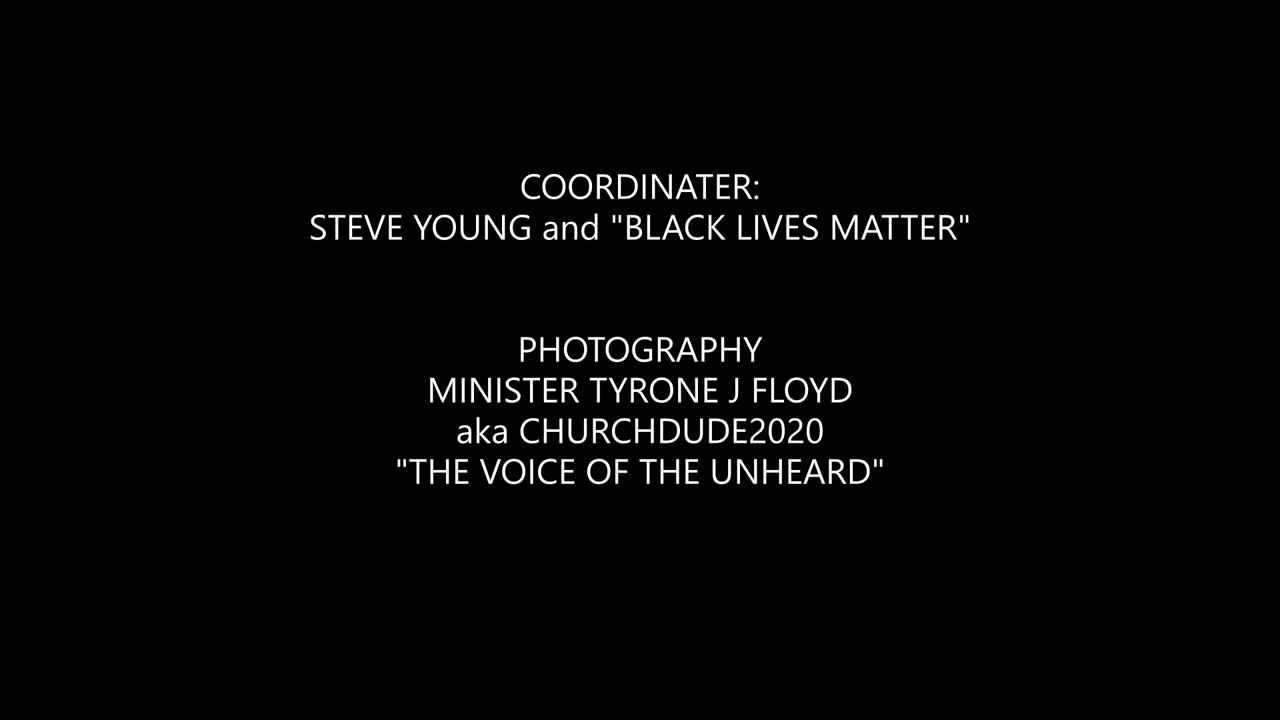 COORDINATER:
STEVE YOUNG and "BLACK LIVES MATTER"
PHOTOGRAPHY
MINISTER TYRONE J FLOYD
aka CHURCHDUDE2020
"THE VOICE OF THE UNHEARD"